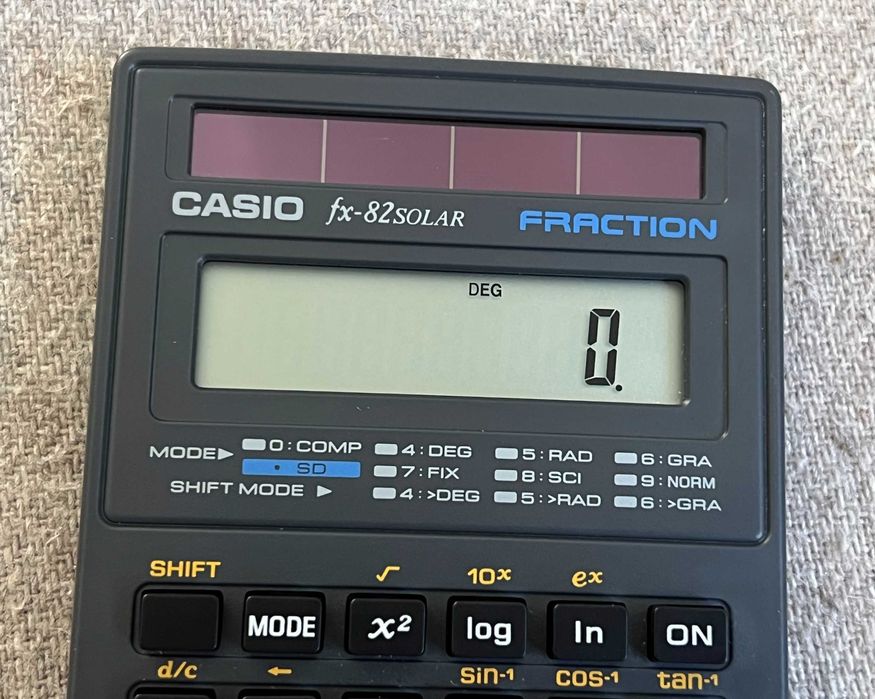 CASIO fx-82SOLAR FRACTION
DEG
0.
MODE▶ 0:COMP 4:DEG 5:RAD 6:GRA
· SD 7:FIX 8:SCI 9:NORM
SHIFT MODE ▶ 4:>DEG 5:>RAD 6:>GRA
SHIFT √ 10x ex
MODE x² log ln ON
d/c ← sin-1 cos-1 tan-1